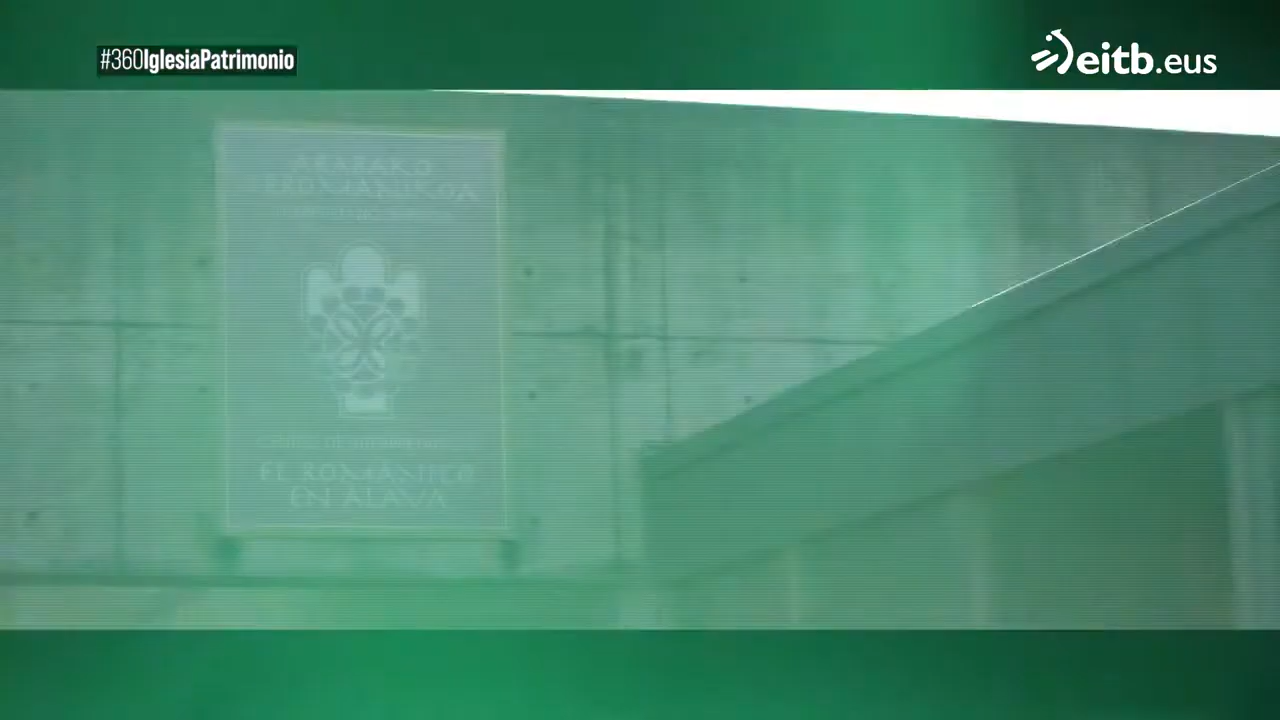 #360IglesiaPatrimonio
eitb.eus
ARABAKO
ERROMANIKOA
EL ROMÁNICO
EN ÁLAVA